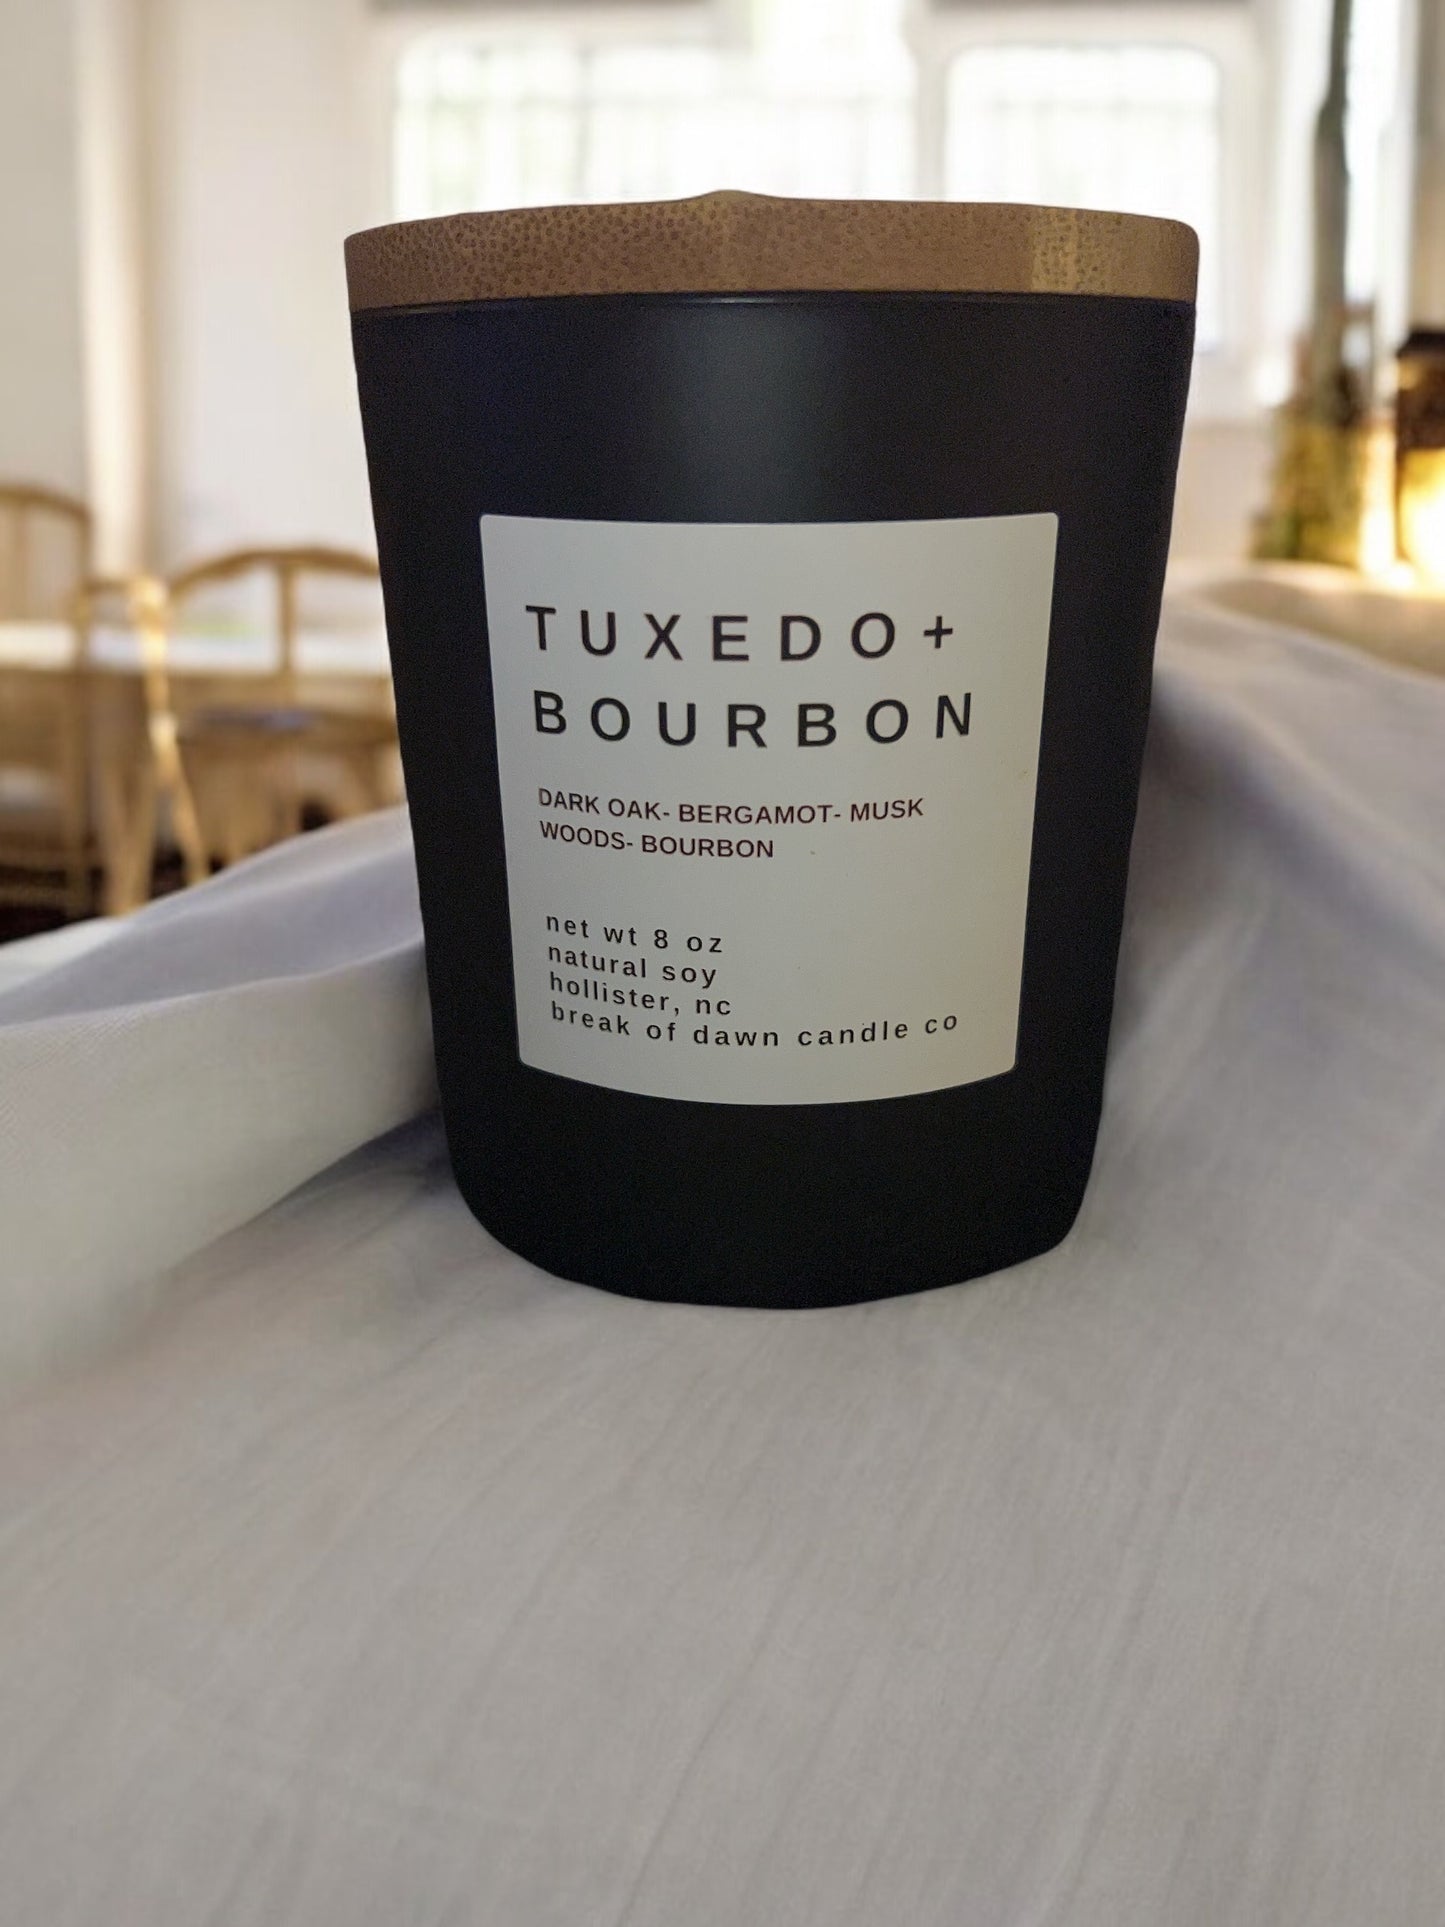 TUXEDO+
BOURBON
DARK OAK- BERGAMOT- MUSK
WOODS- BOURBON
net wt 8 oz
natural soy
hollister, nc
break of dawn candle co